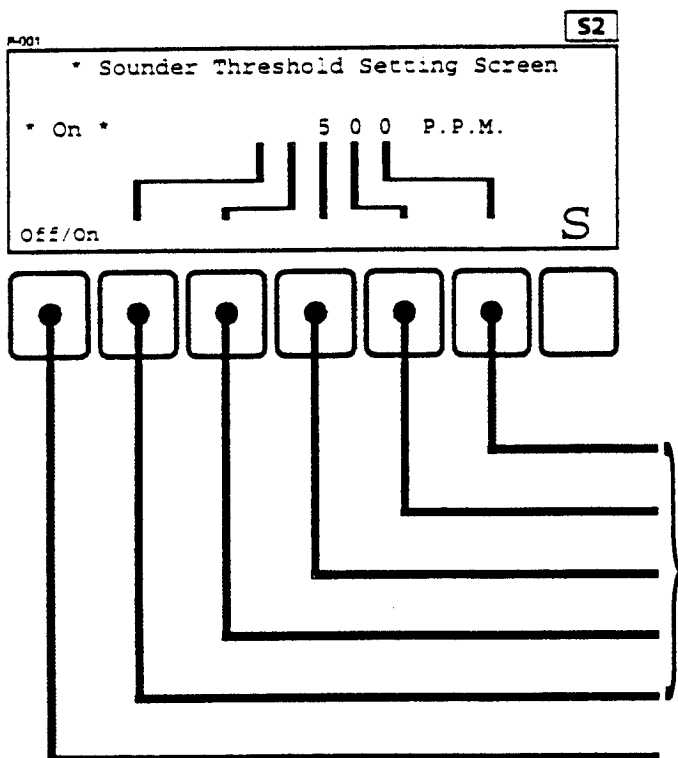 S2
P-001
* Sounder Threshold Setting Screen
* On * 5 0 0 P.P.M.
Off/On S